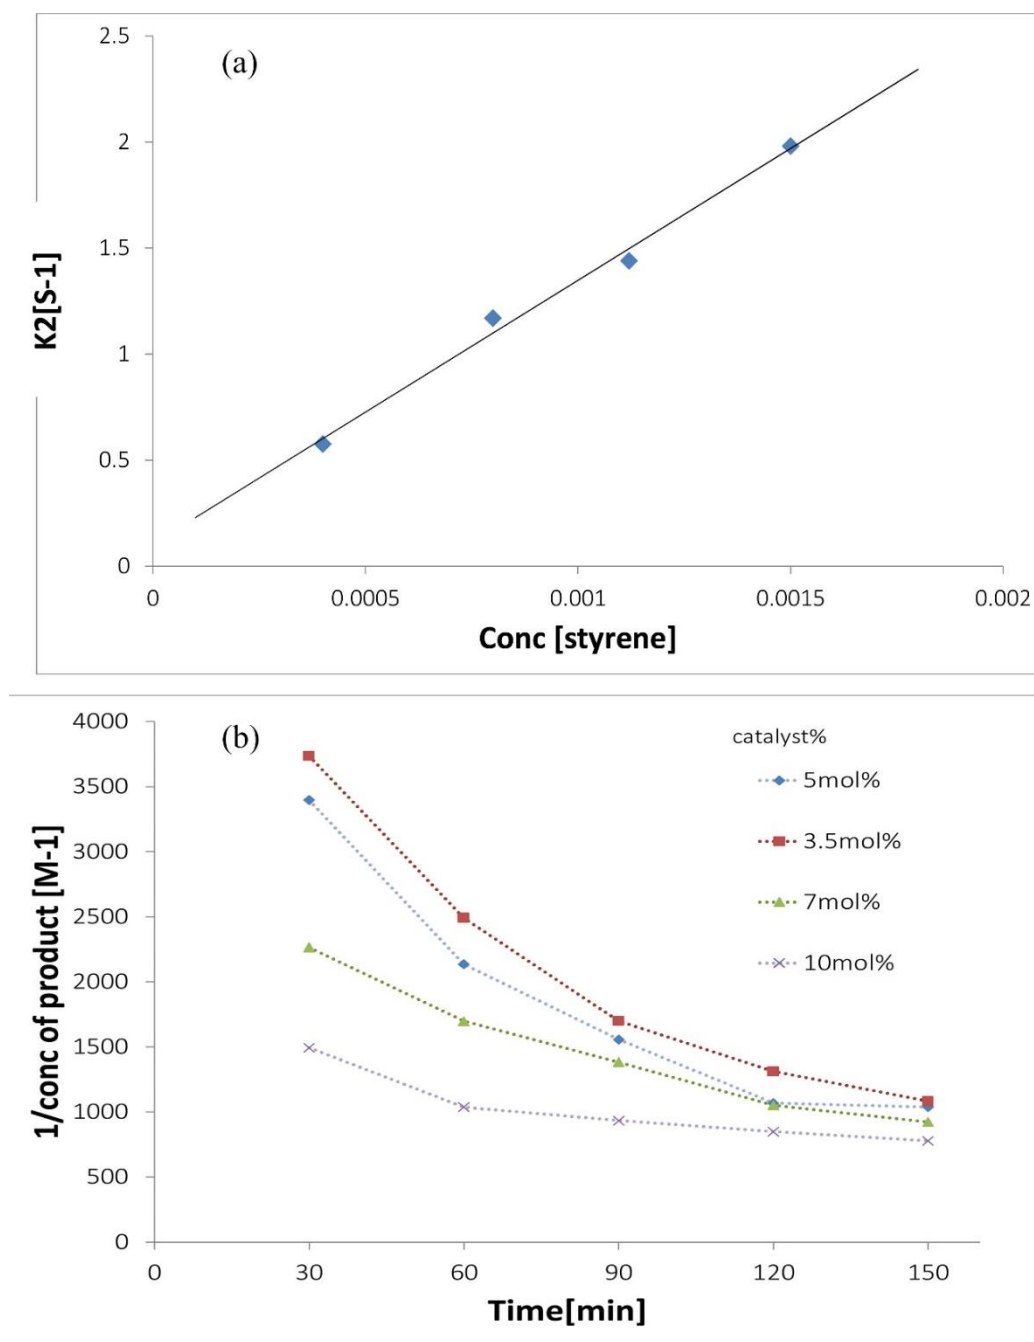 (a)
2.5
2
1.5
1
0.5
0
K2[S-1]
0 0.0005 0.001 0.0015 0.002
Conc [styrene]
(b)
4000
3500
3000
2500
2000
1500
1000
500
0
1/conc of product [M-1]
catalyst%
5mol%
3.5mol%
7mol%
10mol%
0 30 60 90 120 150
Time[min]